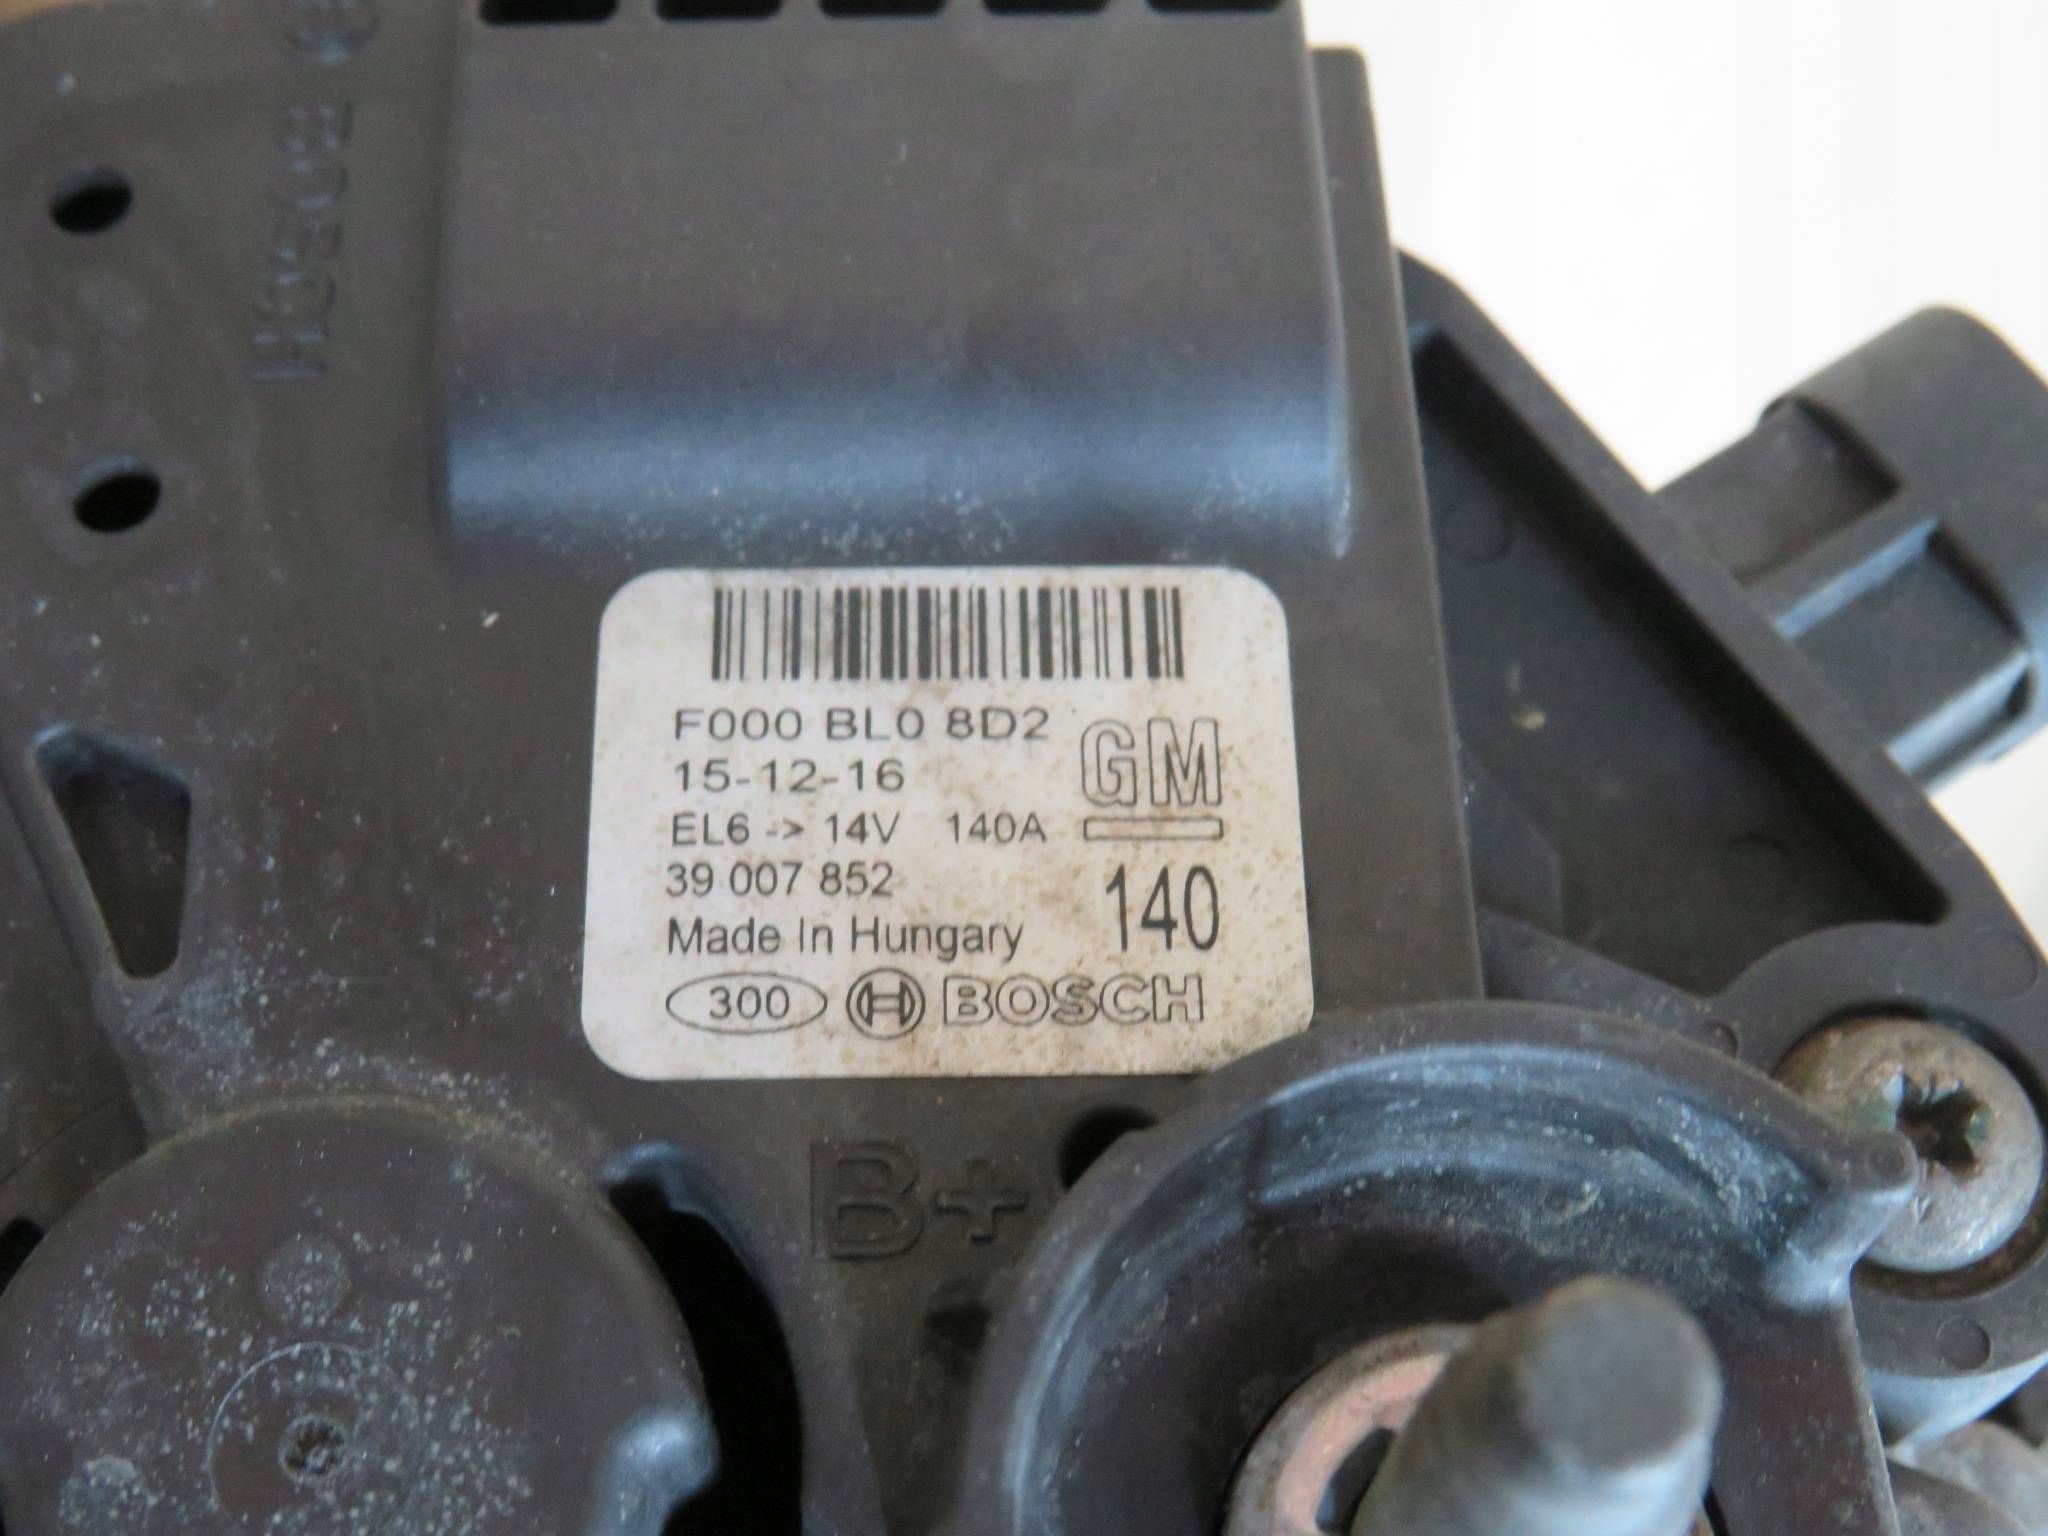 F000 BL0 8D2
15-12-16
EL6 -> 14V 140A
39 007 852
Made In Hungary
GM
140
300 BOSCH
B+